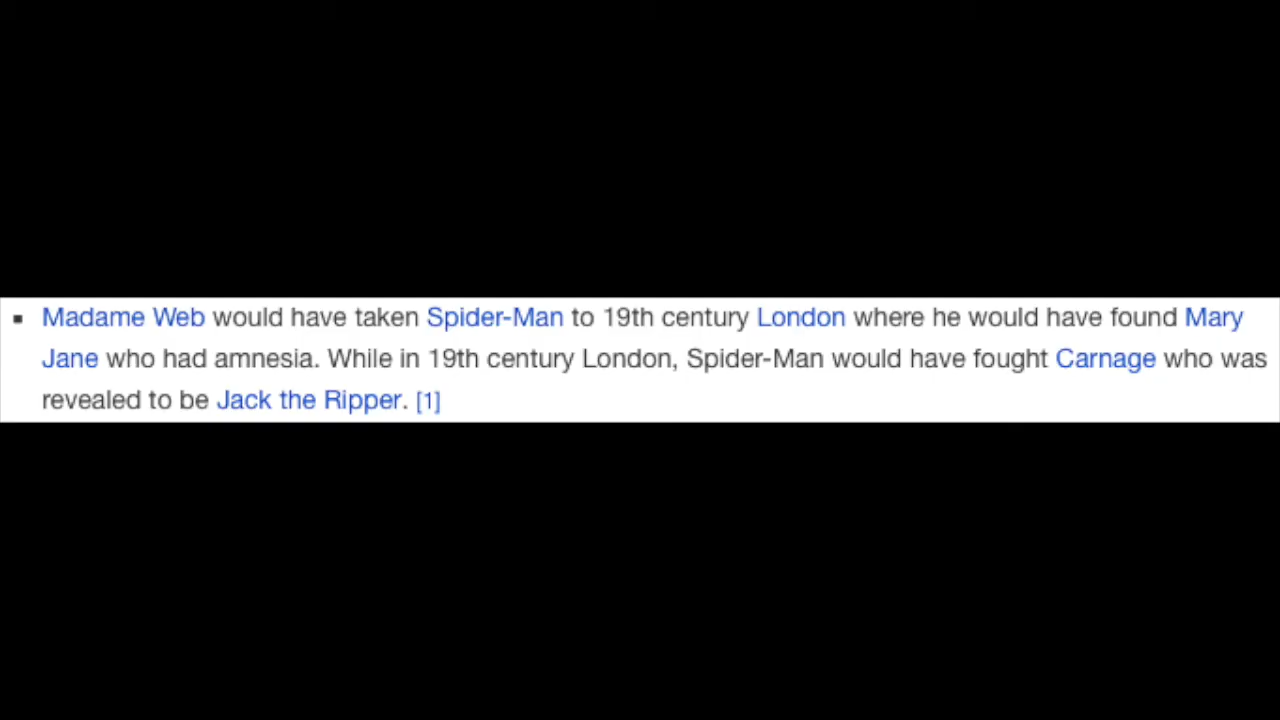 ▪ Madame Web would have taken Spider-Man to 19th century London where he would have found Mary
Jane who had amnesia. While in 19th century London, Spider-Man would have fought Carnage who was
revealed to be Jack the Ripper. [1]